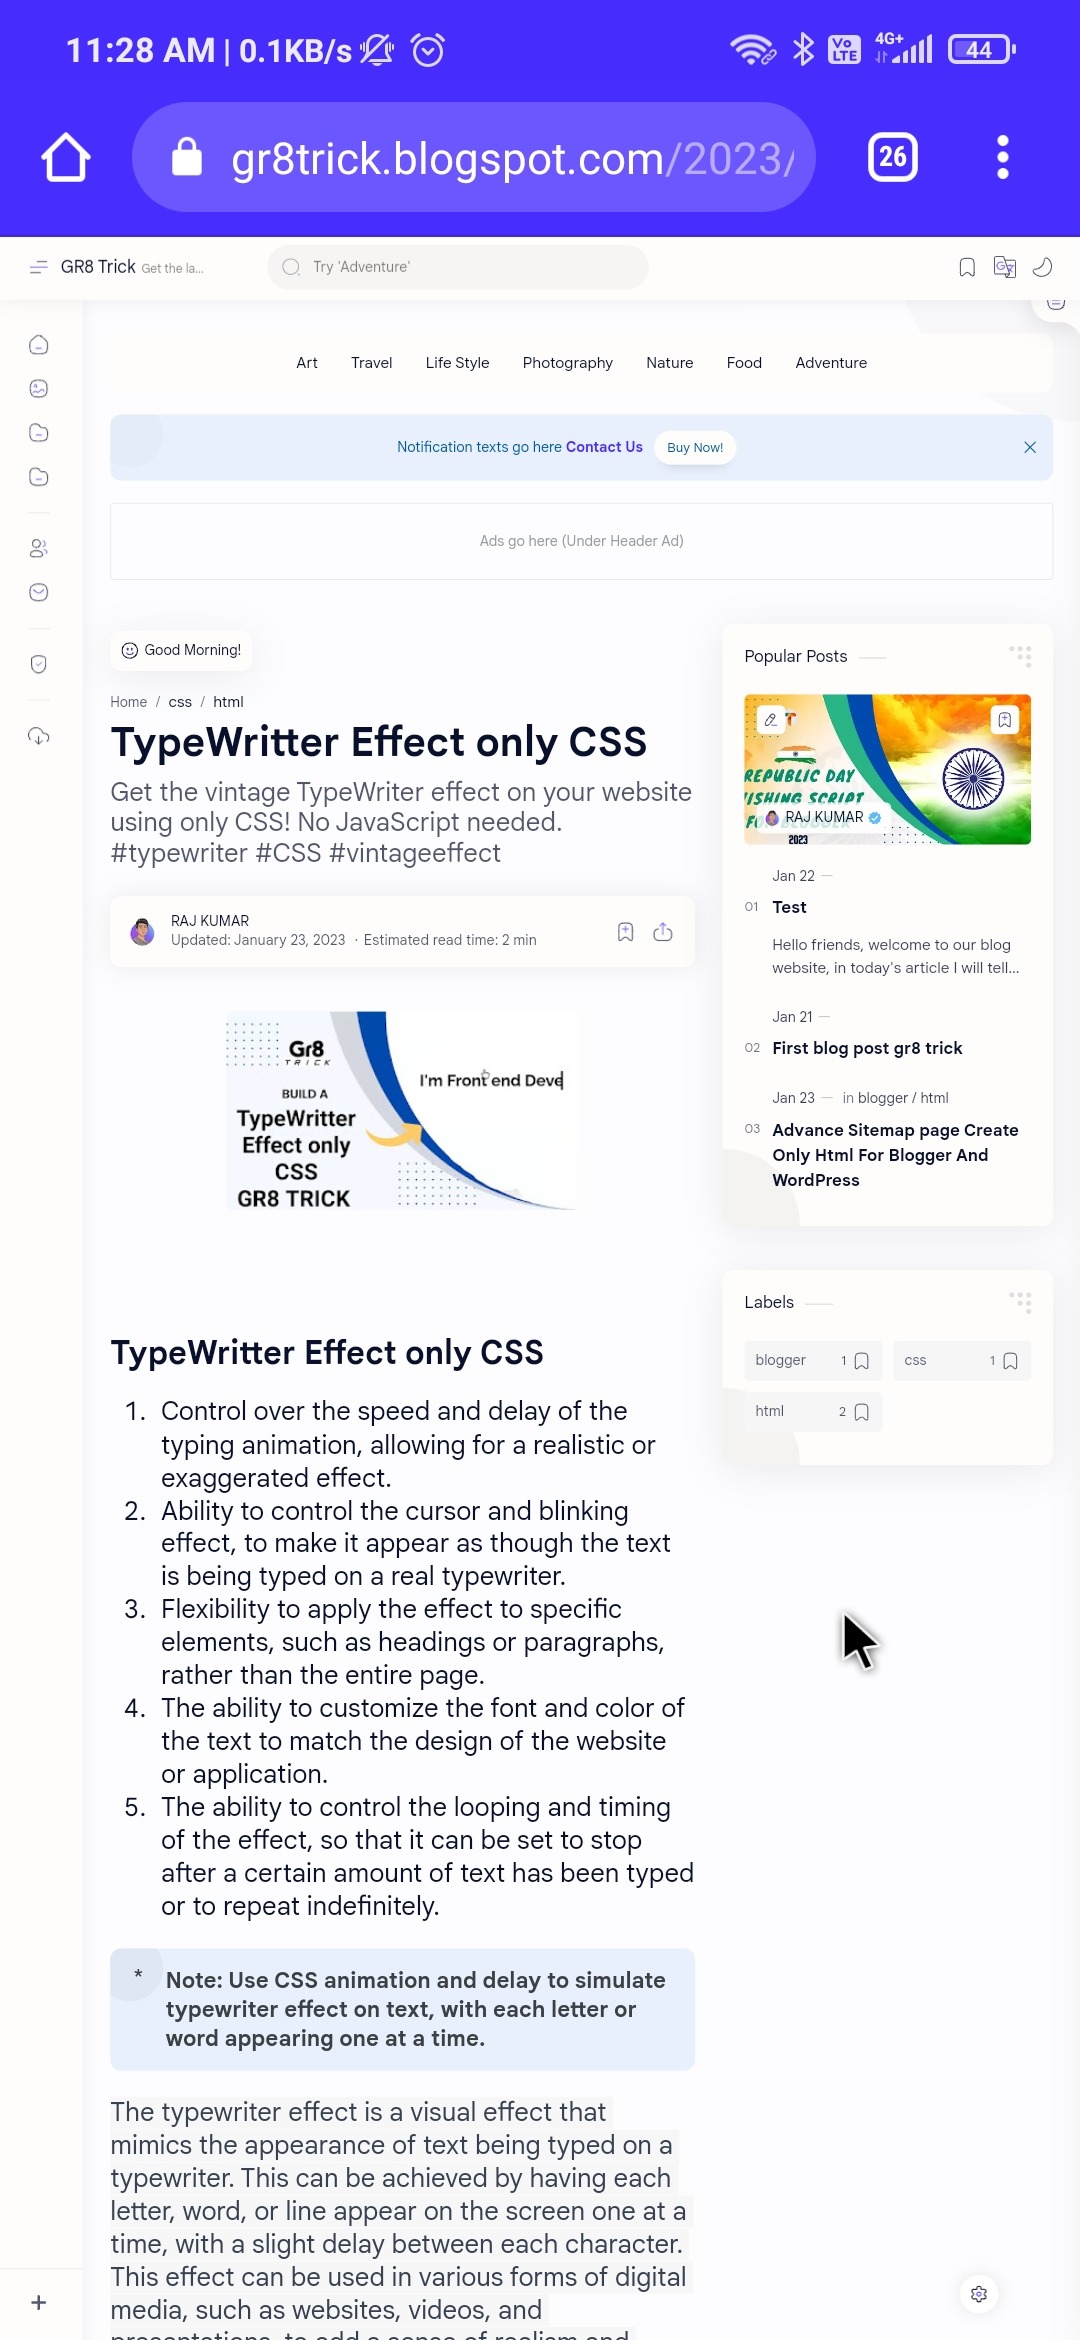 11:28 AM | 0.1KB/s
4G+
Vo
LTE
44
gr8trick.blogspot.com/2023/
26
GR8 Trick Get the la...
Try 'Adventure'
Art Travel Life Style Photography Nature Food Adventure
Notification texts go here Contact Us Buy Now!
Ads go here (Under Header Ad)
Good Morning!
Home / css / html
TypeWritter Effect only CSS
Get the vintage TypeWriter effect on your website
using only CSS! No JavaScript needed.
#typewriter #CSS #vintageeffect
RAJ KUMAR
Updated: January 23, 2023 · Estimated read time: 2 min
Gr8
TRICK
BUILD A
TypeWritter
Effect only
CSS
GR8 TRICK
I'm Front end Deve
TypeWritter Effect only CSS
1. Control over the speed and delay of the
typing animation, allowing for a realistic or
exaggerated effect.
2. Ability to control the cursor and blinking
effect, to make it appear as though the text
is being typed on a real typewriter.
3. Flexibility to apply the effect to specific
elements, such as headings or paragraphs,
rather than the entire page.
4. The ability to customize the font and color of
the text to match the design of the website
or application.
5. The ability to control the looping and timing
of the effect, so that it can be set to stop
after a certain amount of text has been typed
or to repeat indefinitely.
* Note: Use CSS animation and delay to simulate
typewriter effect on text, with each letter or
word appearing one at a time.
The typewriter effect is a visual effect that
mimics the appearance of text being typed on a
typewriter. This can be achieved by having each
letter, word, or line appear on the screen one at a
time, with a slight delay between each character.
This effect can be used in various forms of digital
media, such as websites, videos, and
presentations, to add a sense of realism and
Popular Posts
REPUBLIC DAY
ISHING SCRIPT
RAJ KUMAR
2023
Jan 22
01 Test
Hello friends, welcome to our blog
website, in today's article I will tell...
Jan 21
02 First blog post gr8 trick
Jan 23 in blogger / html
03 Advance Sitemap page Create
Only Html For Blogger And
WordPress
Labels
blogger 1 css 1
html 2